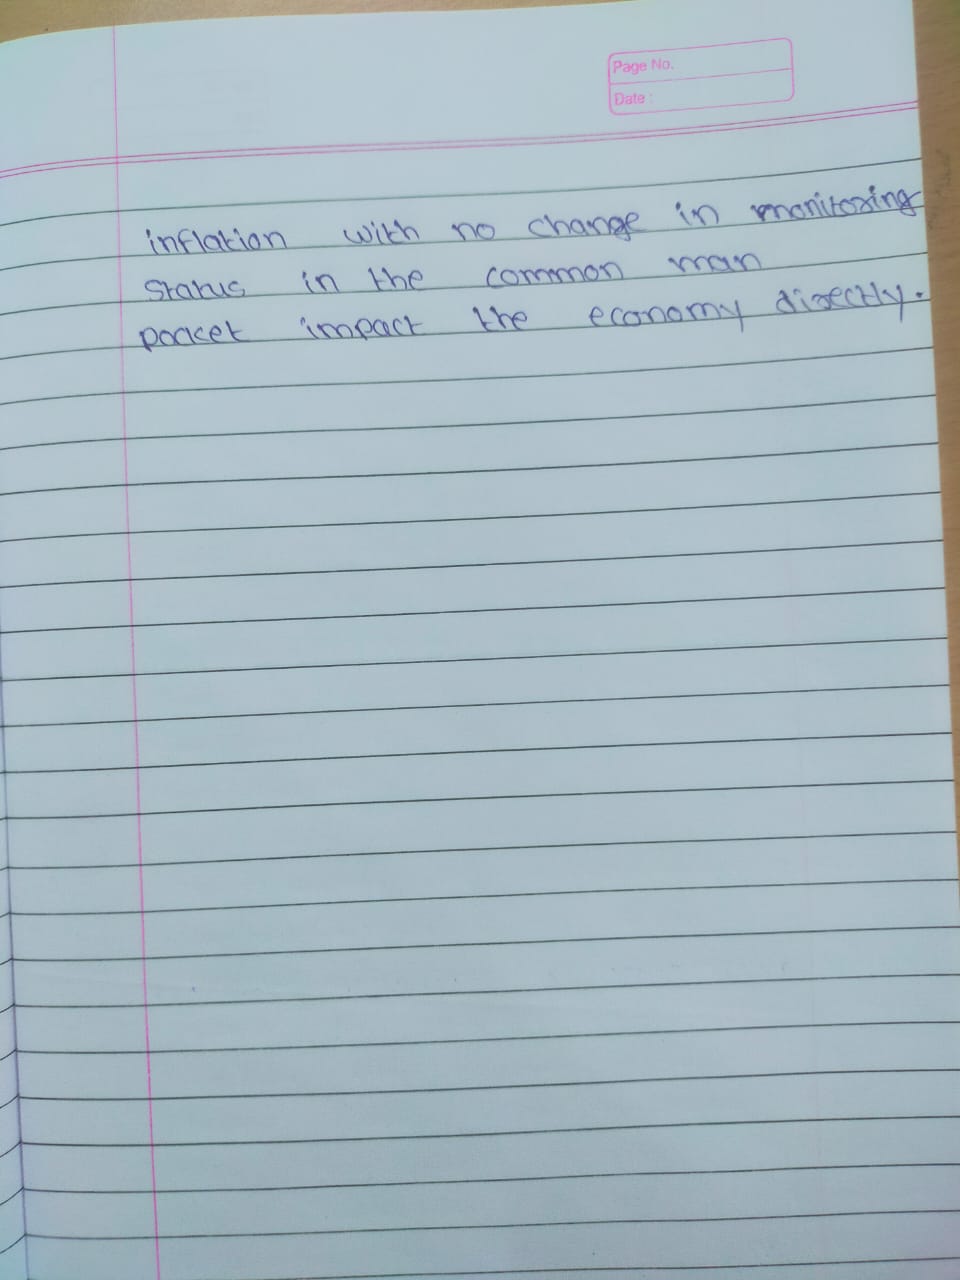 Page No.
Date :
inflation with no change in monitoring
status in the common man
pocket impact the economy directly.